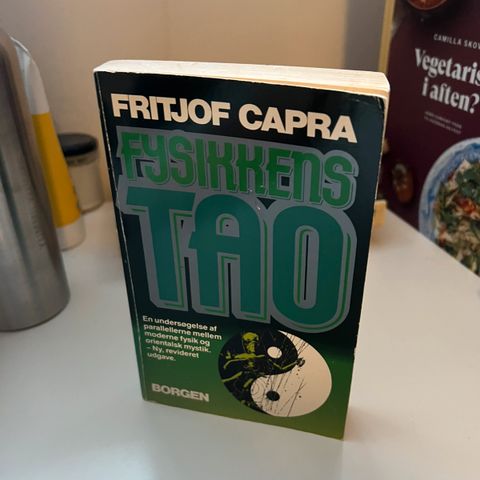 FRITJOF CAPRA
FYSIKKENS
TAO
En undersøgelse af
parallellerne mellem
moderne fysik og
orientalsk mystik.
– Ny, revideret
udgave.
BORGEN
CAMILLA SKOV
Vegetaris
i aften?